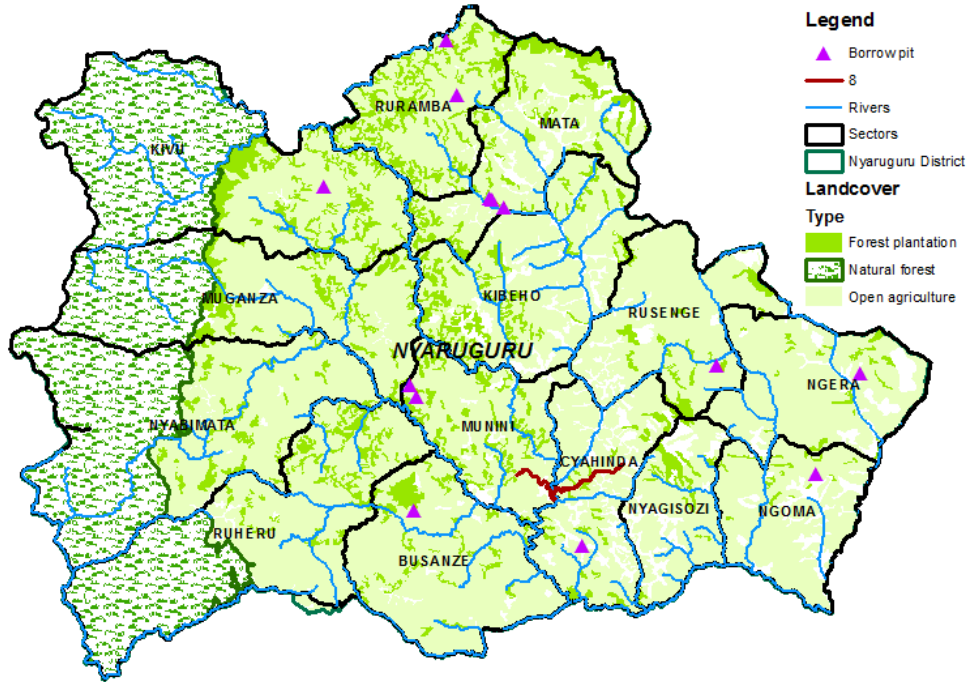 Legend
Borrow pit
8
Rivers
Sectors
Nyaruguru District
Landcover
Type
Forest plantation
Natural forest
Open agriculture
RURAMBA
MATA
KIVU
MUGANZA
KIBEHO
RUSENGE
NYARUGURU
NGERA
NYABIMATA
MUNINI
CYAHINDA
NYAGISOZI
NGOMA
RUHERU
BUSANZE